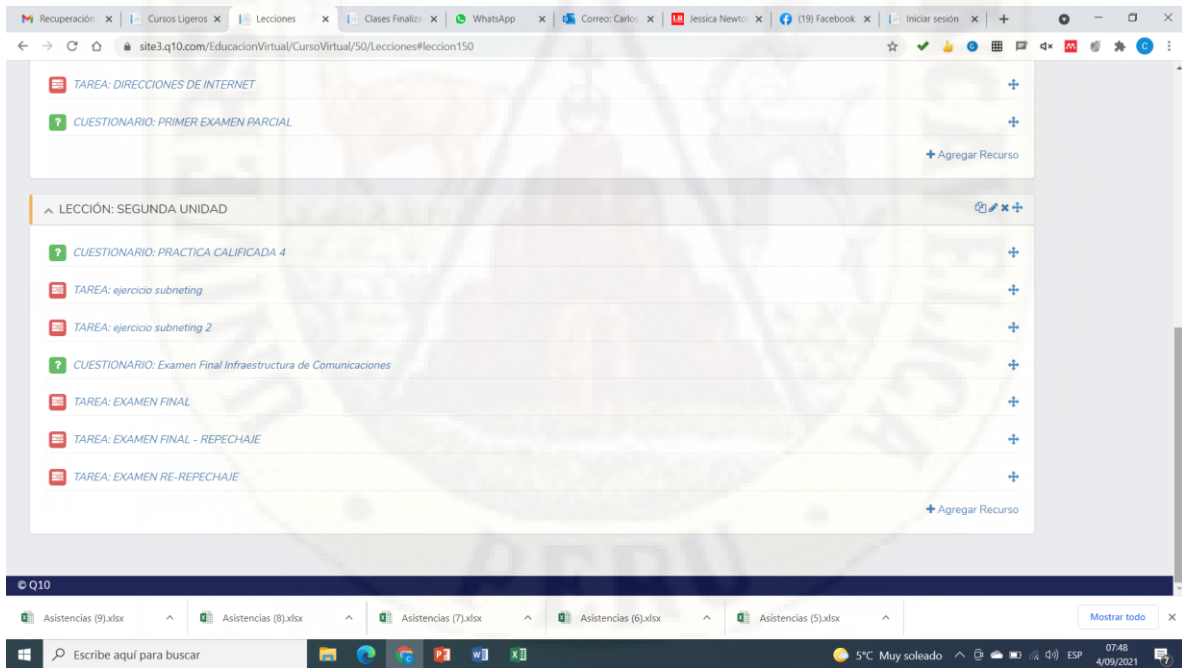 Recuperación
Cursos Ligeros
Lecciones
Clases Finaliza
WhatsApp
Correo: Carlos
Jessica Newto
(19) Facebook
Iniciar sesión
site3.q10.com/EducacionVirtual/CursoVirtual/50/Lecciones#leccion150
TAREA: DIRECCIONES DE INTERNET
CUESTIONARIO: PRIMER EXAMEN PARCIAL
Agregar Recurso
LECCIÓN: SEGUNDA UNIDAD
CUESTIONARIO: PRACTICA CALIFICADA 4
TAREA: ejercicio subneting
TAREA: ejercicio subneting 2
CUESTIONARIO: Examen Final Infraestructura de Comunicaciones
TAREA: EXAMEN FINAL
TAREA: EXAMEN FINAL - REPECHAJE
TAREA: EXAMEN RE-REPECHAJE
Agregar Recurso
PERU
© Q10
Asistencias (9).xlsx
Asistencias (8).xlsx
Asistencias (7).xlsx
Asistencias (6).xlsx
Asistencias (5).xlsx
Mostrar todo
Escribe aquí para buscar
5°C Muy soleado
ESP
07:48
4/09/2021